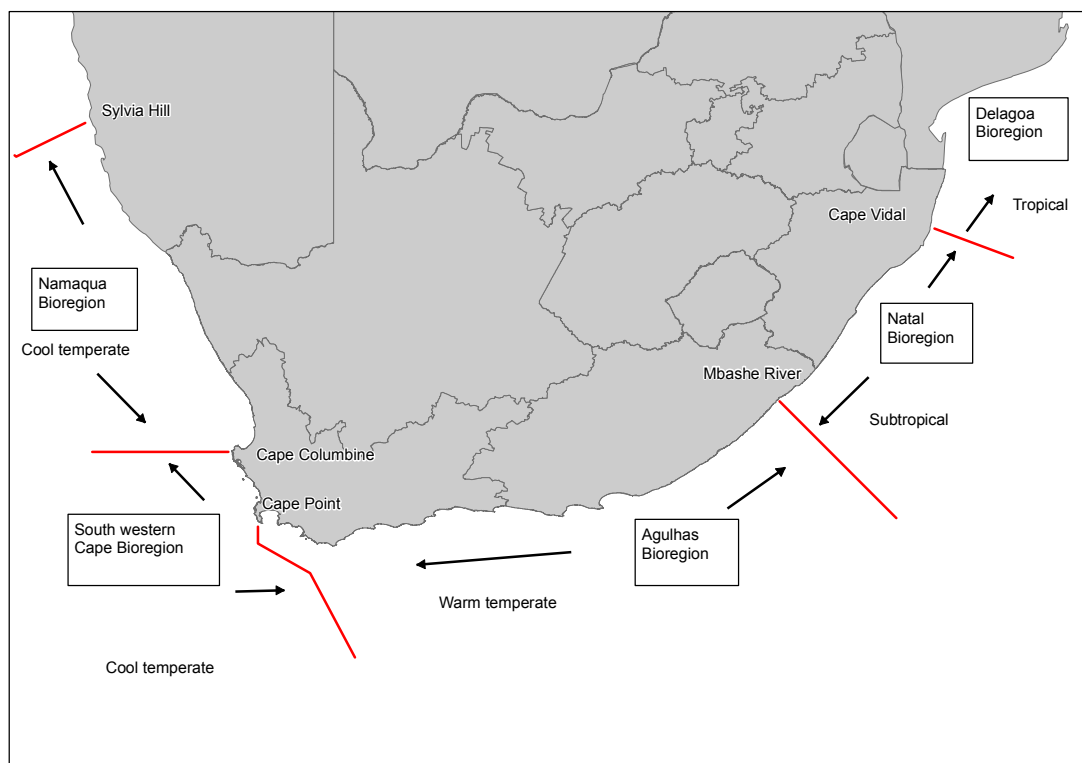 Sylvia Hill
Delagoa
Bioregion
Tropical
Cape Vidal
Namaqua
Bioregion
Natal
Bioregion
Cool temperate
Mbashe River
Subtropical
Cape Columbine
Cape Point
South western
Cape Bioregion
Agulhas
Bioregion
Warm temperate
Cool temperate